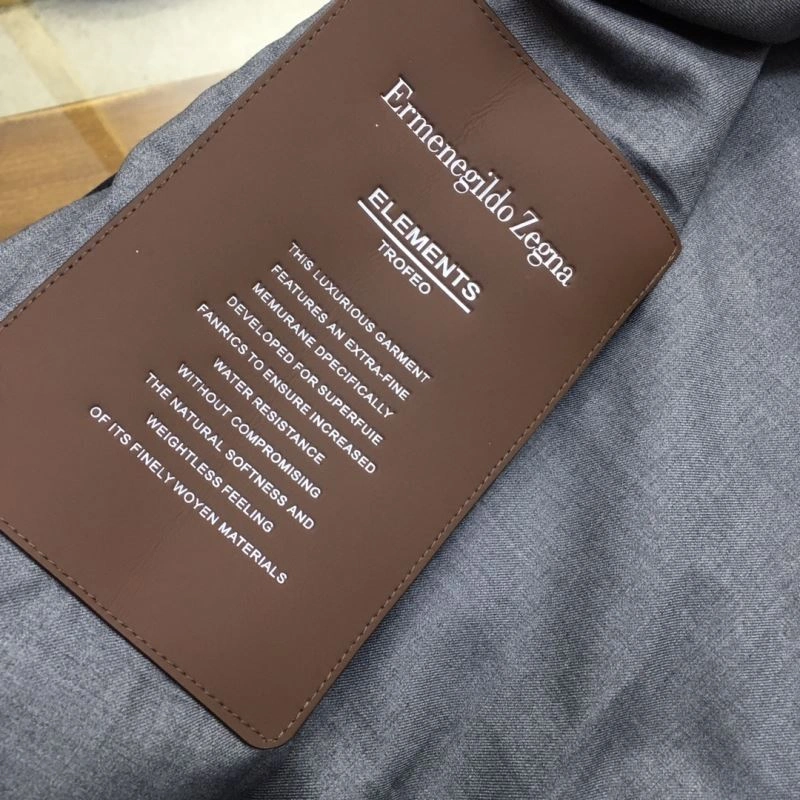 Ermenegildo Zegna
ELEMENTS
TROFEO
THIS LUXURIOUS GARMENT
FEATURES AN EXTRA-FINE
MEMURANE DPECIFICALLY
DEVELOPED FOR SUPERFUIE
FANRICS TO ENSURE INCREASED
WATER RESISTANCE
WITHOUT COMPROMISING
THE NATURAL SOFTNESS AND
WEIGHTLESS FEELING
OF ITS FINELY WOYEN MATERIALS